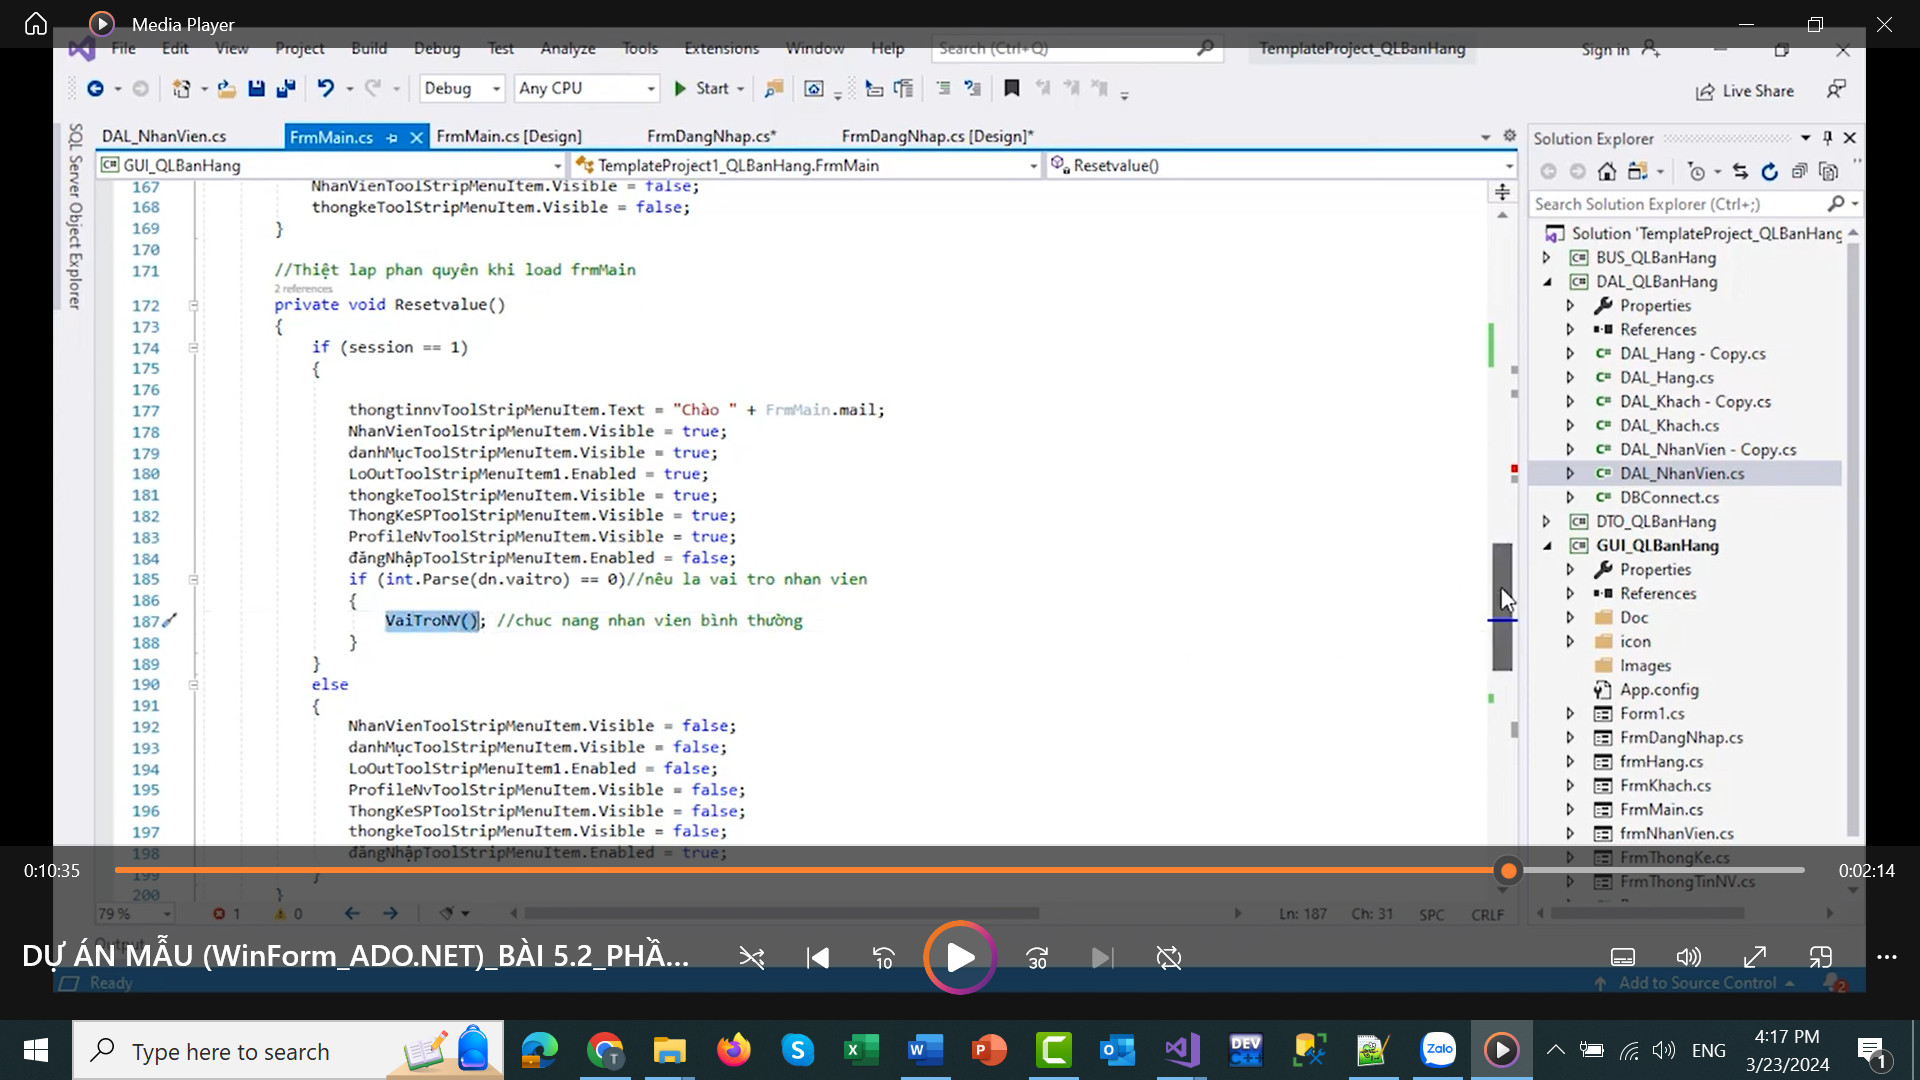 Media Player
File Edit View Project Build Debug Test Analyze Tools Extensions Window Help Search (Ctrl+Q) TemplateProject_QLBanHang Sign in
Debug Any CPU Start Live Share
SQL Server Object Explorer
DAL_NhanVien.cs FrmMain.cs FrmMain.cs [Design] FrmDangNhap.cs* FrmDangNhap.cs [Design]*
GUI_QLBanHang TemplateProject1_QLBanHang.FrmMain Resetvalue()
167 NhanVienToolStripMenuItem.Visible = false;
168 thongkeToolStripMenuItem.Visible = false;
169 }
170
171 //Thiệt lap phan quyên khi load frmMain
2 references
172 private void Resetvalue()
173 {
174 if (session == 1)
175 {
176
177 thongtinnvToolStripMenuItem.Text = "Chào " + FrmMain.mail;
178 NhanVienToolStripMenuItem.Visible = true;
179 danhMụcToolStripMenuItem.Visible = true;
180 LoOutToolStripMenuItem1.Enabled = true;
181 thongkeToolStripMenuItem.Visible = true;
182 ThongKeSPToolStripMenuItem.Visible = true;
183 ProfileNvToolStripMenuItem.Visible = true;
184 đăngNhậpToolStripMenuItem.Enabled = false;
185 if (int.Parse(dn.vaitro) == 0)//nêu la vai tro nhan vien
186 {
187 VaiTroNV(); //chuc nang nhan vien bình thường
188 }
189 }
190 else
191 {
192 NhanVienToolStripMenuItem.Visible = false;
193 danhMụcToolStripMenuItem.Visible = false;
194 LoOutToolStripMenuItem1.Enabled = false;
195 ProfileNvToolStripMenuItem.Visible = false;
196 ThongKeSPToolStripMenuItem.Visible = false;
197 thongkeToolStripMenuItem.Visible = false;
198 đăngNhậpToolStripMenuItem.Enabled = true;
199 }
200 }
79 % 1 0 Ln: 187 Ch: 31 SPC CRLF
Solution Explorer
Search Solution Explorer (Ctrl+;)
Solution 'TemplateProject_QLBanHang
BUS_QLBanHang
DAL_QLBanHang
Properties
References
DAL_Hang - Copy.cs
DAL_Hang.cs
DAL_Khach - Copy.cs
DAL_Khach.cs
DAL_NhanVien - Copy.cs
DAL_NhanVien.cs
DBConnect.cs
DTO_QLBanHang
GUI_QLBanHang
Properties
References
Doc
icon
Images
App.config
Form1.cs
FrmDangNhap.cs
frmHang.cs
FrmKhach.cs
FrmMain.cs
frmNhanVien.cs
FrmThongKe.cs
FrmThongTinNV.cs
0:10:35 0:02:14
Output
DỰ ÁN MẪU (WinForm_ADO.NET)_BÀI 5.2_PHẦ... 10 30
Ready Add to Source Control 2
Type here to search ENG 4:17 PM
3/23/2024 1